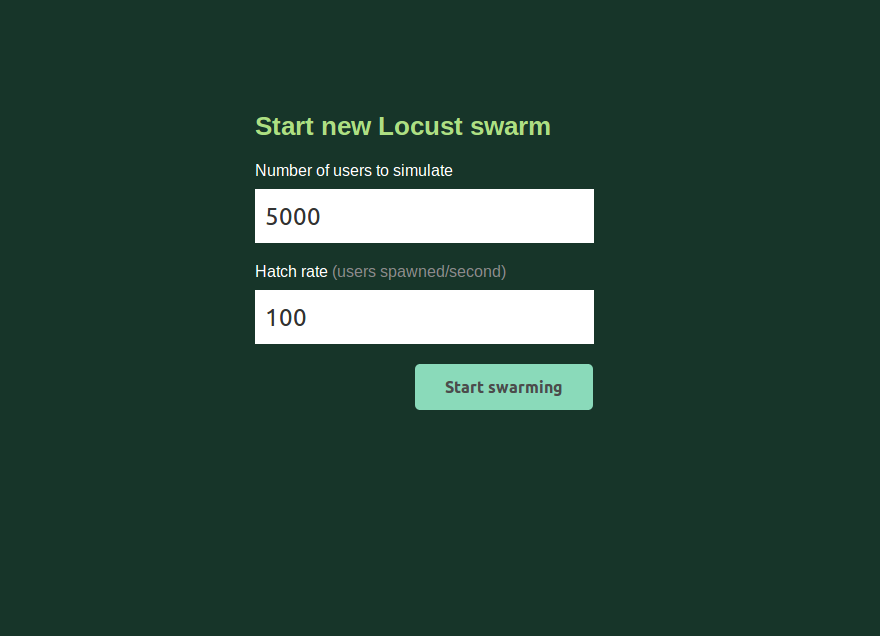 Start new Locust swarm
Number of users to simulate
5000
Hatch rate (users spawned/second)
100
Start swarming